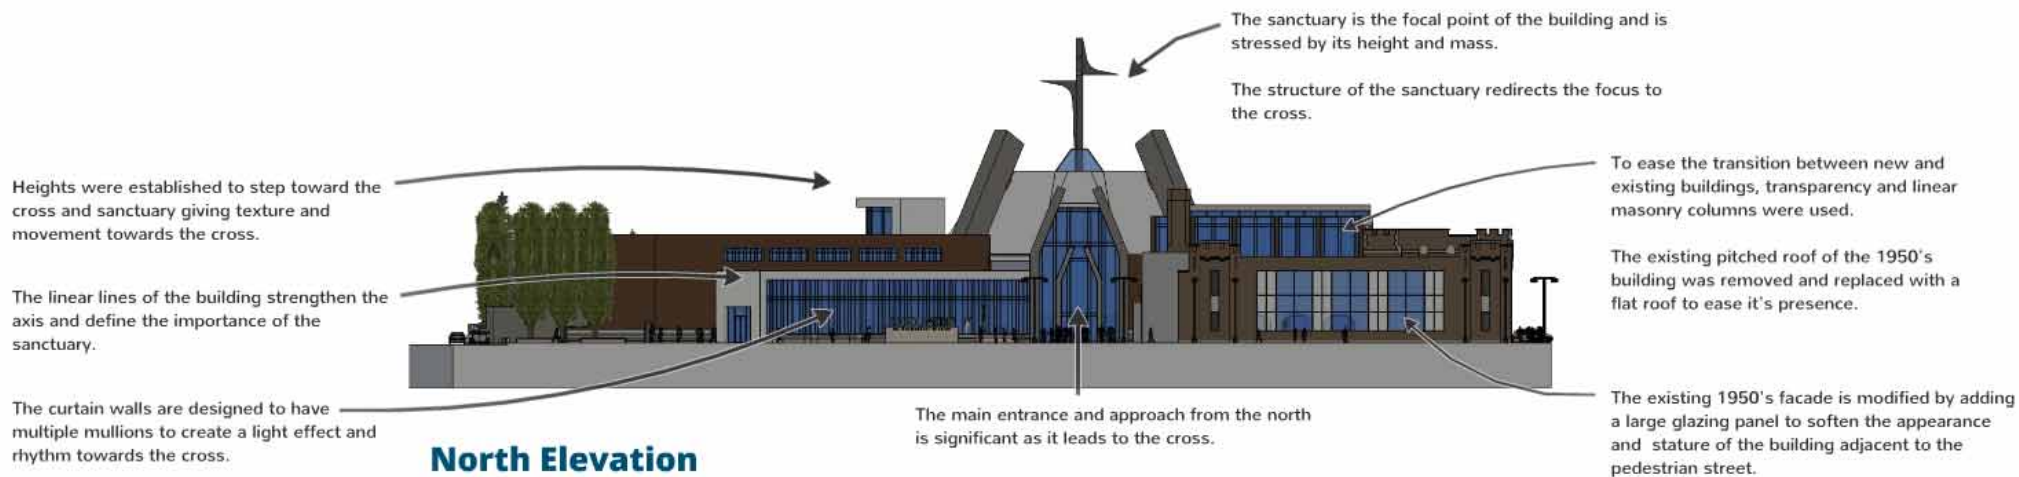 The sanctuary is the focal point of the building and is
stressed by its height and mass.
The structure of the sanctuary redirects the focus to
the cross.
Heights were established to step toward the
cross and sanctuary giving texture and
movement towards the cross.
The linear lines of the building strengthen the
axis and define the importance of the
sanctuary.
The curtain walls are designed to have
multiple mullions to create a light effect and
rhythm towards the cross.
North Elevation
The main entrance and approach from the north
is significant as it leads to the cross.
To ease the transition between new and
existing buildings, transparency and linear
masonry columns were used.
The existing pitched roof of the 1950's
building was removed and replaced with a
flat roof to ease it's presence.
The existing 1950's facade is modified by adding
a large glazing panel to soften the appearance
and stature of the building adjacent to the
pedestrian street.